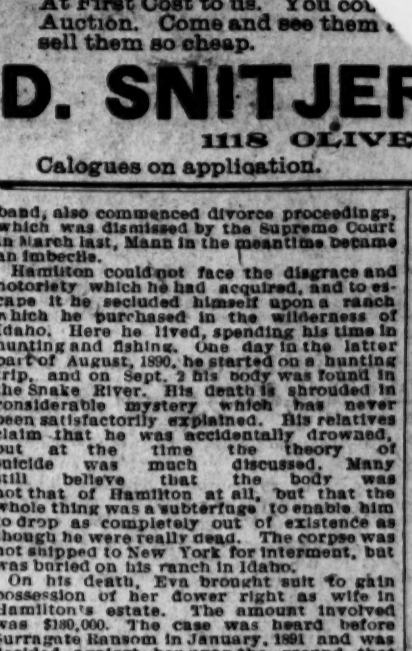 At First Cost to us. You
Auction. Come and see them
sell them so cheap.
D. SNITJER
1118 OLIVE
Calogues on application.
band, also commenced divorce proceedings,
which was dismissed by the Supreme Court
in March last, Mann in the meantime became
an imbecile.
Hamilton could not face the disgrace and
notoriety which he had acquired, and to es-
cape it he secluded himself upon a ranch
which he purchased in the wilderness of
Idaho. Here he lived, spending his time in
hunting and fishing. One day in the latter
part of August, 1890, he started on a hunting
trip, and on Sept. 2 his body was found in
the Snake River. His death is shrouded in
considerable mystery which has never
been satisfactorily explained. His relatives
claim that he was accidentally drowned,
out at the time the theory of
suicide was much discussed. Many
still believe that the body was
not that of Hamilton at all, but that the
whole thing was a subterfuge to enable him
to drop as completely out of existence as
though he were really dead. The corpse was
not shipped to New York for interment, but
was buried on his ranch in Idaho.
On his death, Eva brought suit to gain
possession of her dower right as wife in
Hamilton's estate. The amount involved
was $180,000. The case was heard before
Surrogate Ransom in January, 1891 and was